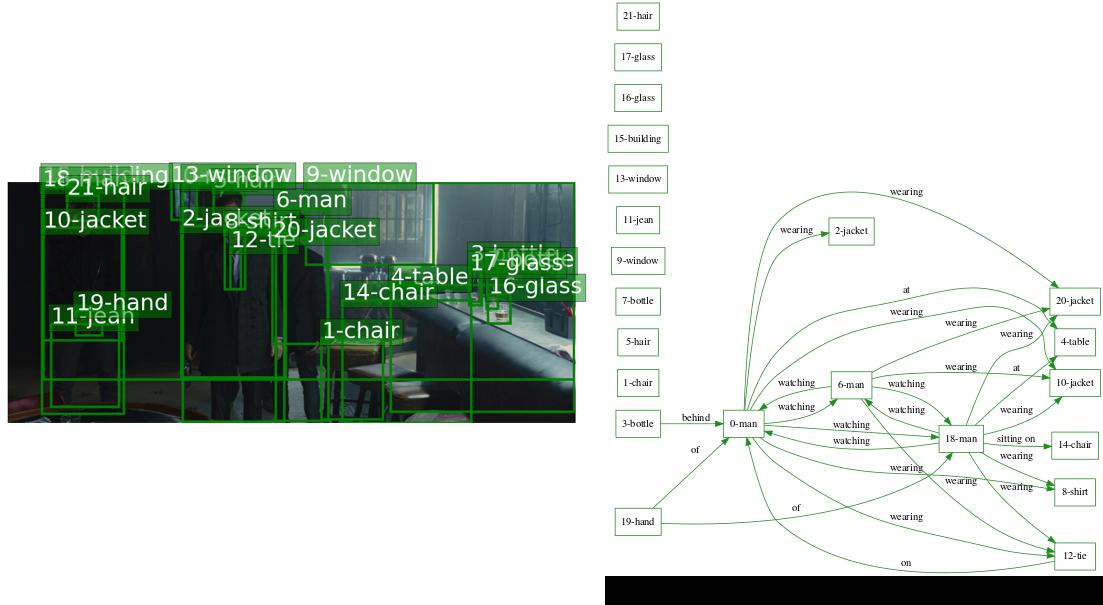 18-building
13-window
9-window
21-hair
6-man
10-jacket
2-jacket
8-shirt
20-jacket
12-tie
3-bottle
17-glass
4-table
16-glass
14-chair
19-hand
11-jean
1-chair
21-hair
17-glass
16-glass
15-building
13-window
11-jean
9-window
7-bottle
5-hair
1-chair
3-bottle
19-hand
behind
of
of
0-man
wearing
wearing
2-jacket
at
wearing
wearing
watching
6-man
watching
wearing
watching
watching
at
watching
watching
18-man
wearing
sitting on
wearing
wearing
wearing
wearing
wearing
wearing
on
20-jacket
4-table
10-jacket
14-chair
8-shirt
12-tie